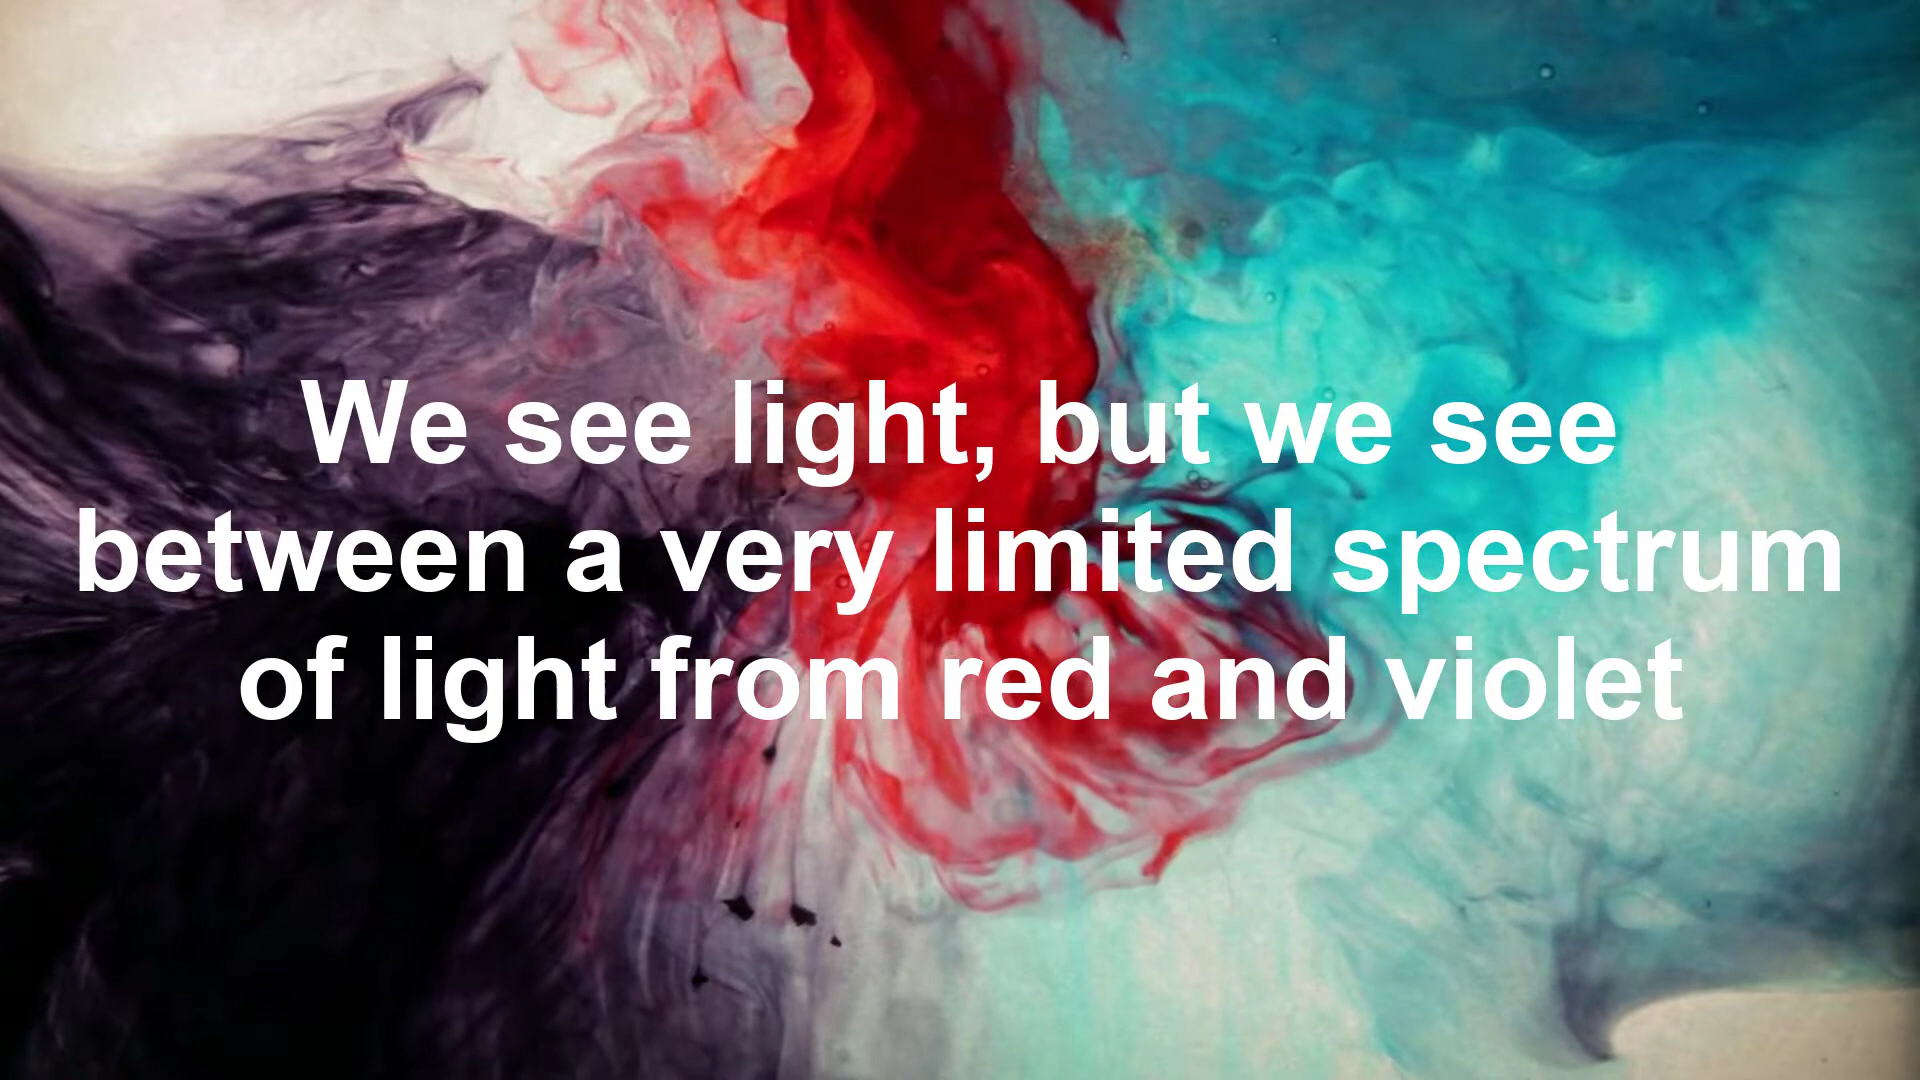 We see light, but we see
between a very limited spectrum
of light from red and violet